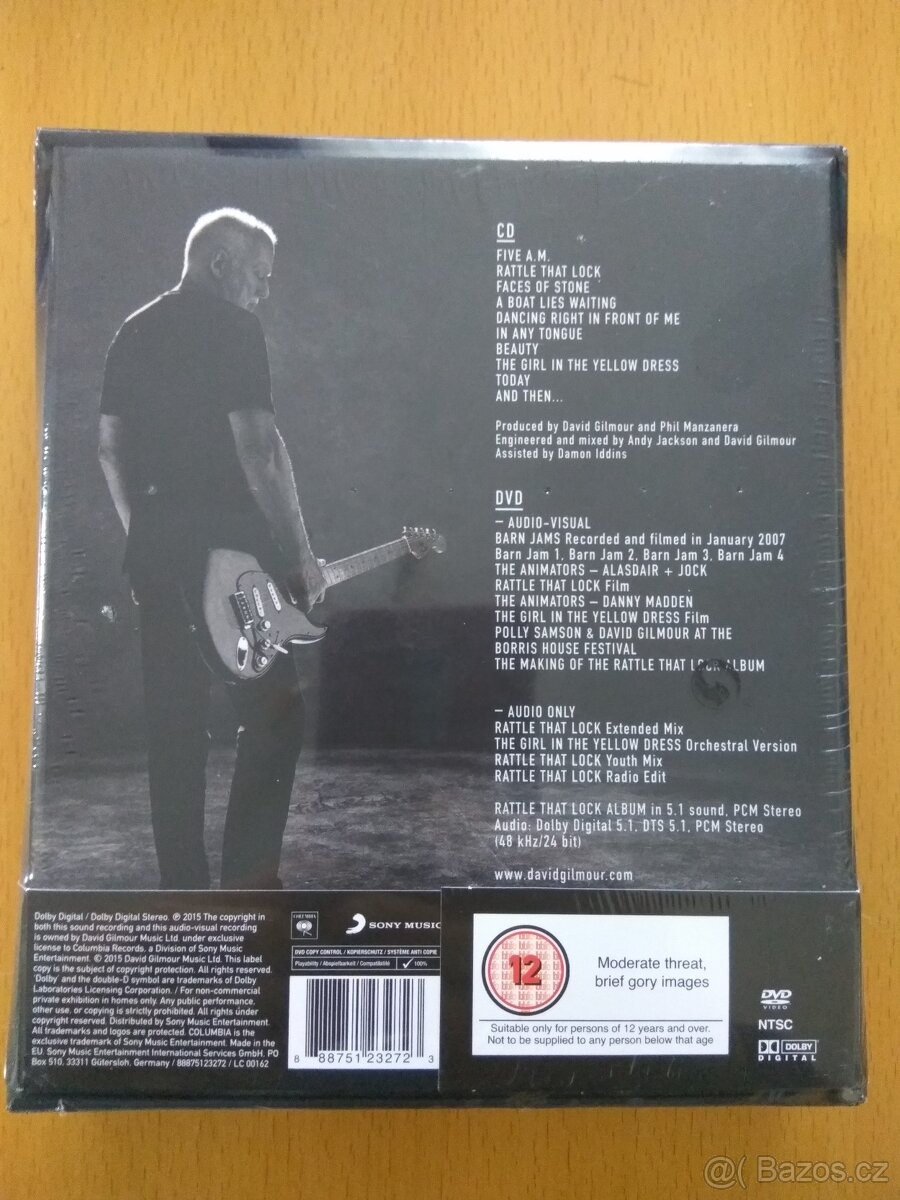 CD
FIVE A.M.
RATTLE THAT LOCK
FACES OF STONE
A BOAT LIES WAITING
DANCING RIGHT IN FRONT OF ME
IN ANY TONGUE
BEAUTY
THE GIRL IN THE YELLOW DRESS
TODAY
AND THEN...
Produced by David Gilmour and Phil Manzanera
Engineered and mixed by Andy Jackson and David Gilmour
Assisted by Damon Iddins
DVD
– AUDIO-VISUAL
BARN JAMS Recorded and filmed in January 2007
Barn Jam 1, Barn Jam 2, Barn Jam 3, Barn Jam 4
THE ANIMATORS – ALASDAIR + JOCK
RATTLE THAT LOCK Film
THE ANIMATORS – DANNY MADDEN
THE GIRL IN THE YELLOW DRESS Film
POLLY SAMSON & DAVID GILMOUR AT THE
BORRIS HOUSE FESTIVAL
THE MAKING OF THE RATTLE THAT LOCK ALBUM
– AUDIO ONLY
RATTLE THAT LOCK Extended Mix
THE GIRL IN THE YELLOW DRESS Orchestral Version
RATTLE THAT LOCK Youth Mix
RATTLE THAT LOCK Radio Edit
RATTLE THAT LOCK ALBUM in 5.1 sound, PCM Stereo
Audio: Dolby Digital 5.1, DTS 5.1, PCM Stereo
(48 kHz/24 bit)
www.davidgilmour.com
Dolby Digital / Dolby Digital Stereo. ℗ 2015 The copyright in
both this sound recording and this audio-visual recording
is owned by David Gilmour Music Ltd. under exclusive
license to Columbia Records, a Division of Sony Music
Entertainment. © 2015 David Gilmour Music Ltd. This label
copy is the subject of copyright protection. All rights reserved.
'Dolby' and the double-D symbol are trademarks of Dolby
Laboratories Licensing Corporation. / For non-commercial
private exhibition in homes only. Any public performance,
other use, or copying is strictly prohibited. All rights
under copyright reserved. Distributed by Sony Music Entertainment.
All trademarks and logos are protected. COLUMBIA is the
exclusive trademark of Sony Music Entertainment. Made in the
EU. Sony Music Entertainment International Services GmbH, PO
Box 510, 33311 Gütersloh, Germany / 88875123272 / LC 00162
COLUMBIA
SONY MUSIC
DVD COPY CONTROL / KOPIERSCHUTZ / SYSTÈME ANTI COPIE
Playability / Abspielbarkeit / Compatibilité ✓ 100%
8 88751 23272 3
12
Moderate threat,
brief gory images
Suitable only for persons of 12 years and over.
Not to be supplied to any person below that age
DVD
VIDEO
NTSC
DOLBY
DIGITAL
@( Bazos.cz